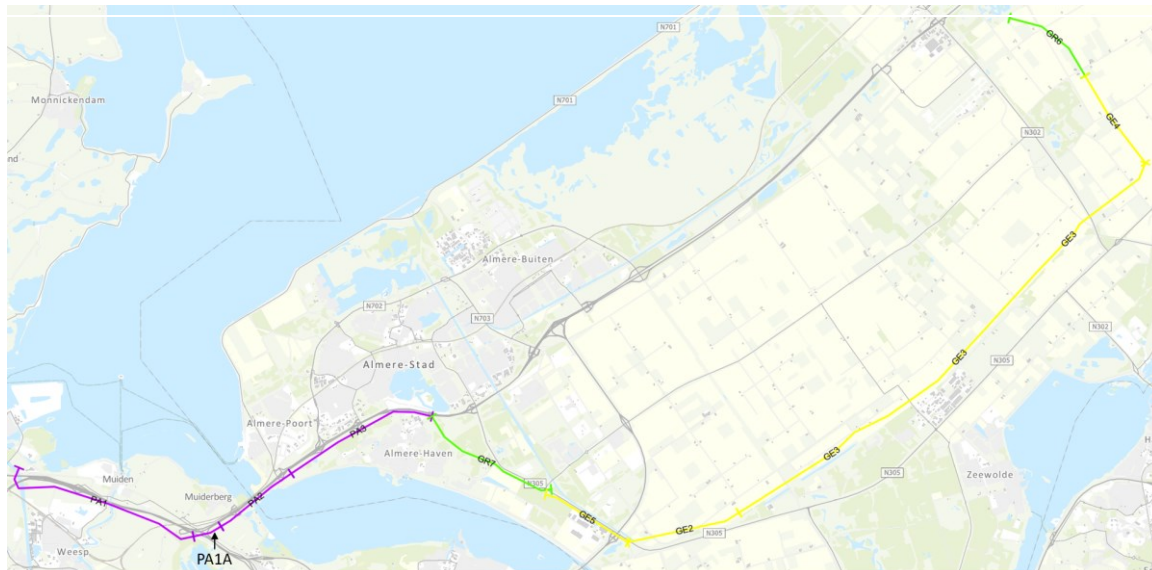 N701
GR6
Monnickendam
N701
GE4
N302
GE3
Almere-Buiten
N702
N703
N302
GE3
N305
Almere-Stad
PA3
Almere-Poort
GE3
Almere-Haven
GR7
Zeewolde
N305
Muiden
N305
Muiderberg
PA2
PA1
GE5
GE2
N305
Weesp
PA1A